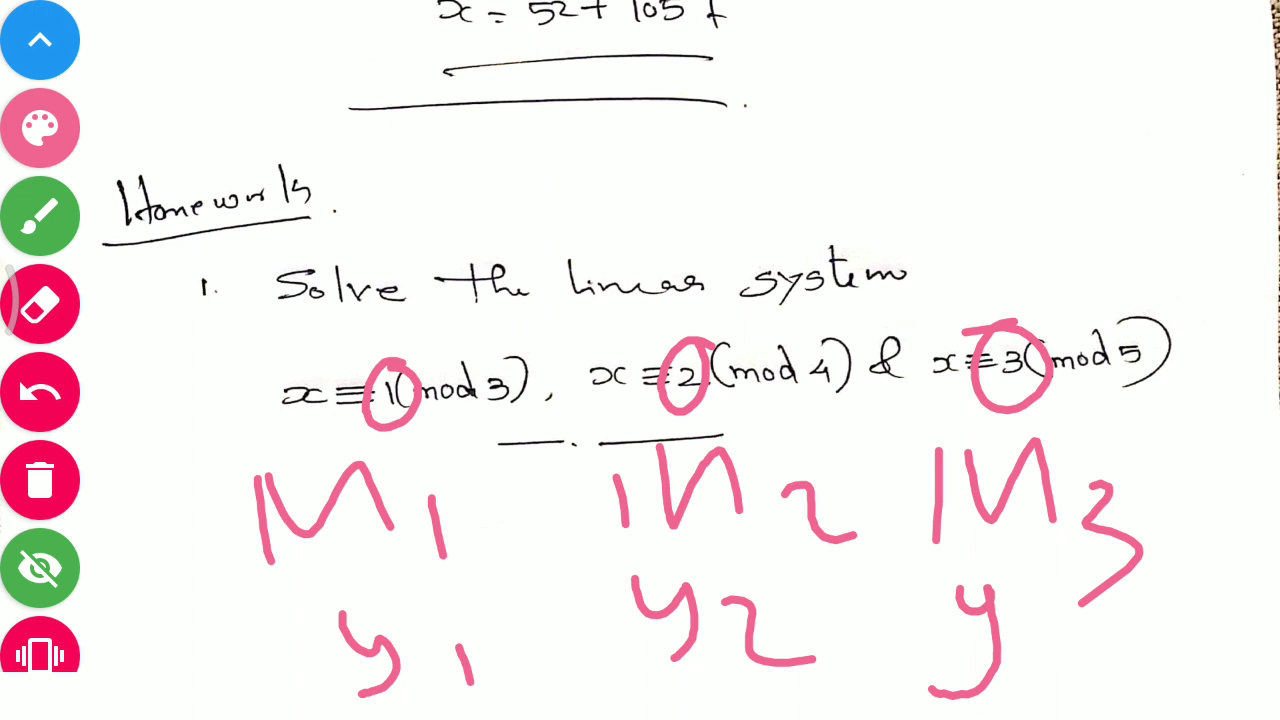 x = 52 + 105 t
Homework.
1. Solve the linear system
x ≡ 1(mod 3), x ≡ 2(mod 4) & x ≡ 3(mod 5)
M1 M2 M3
y1 y2 y